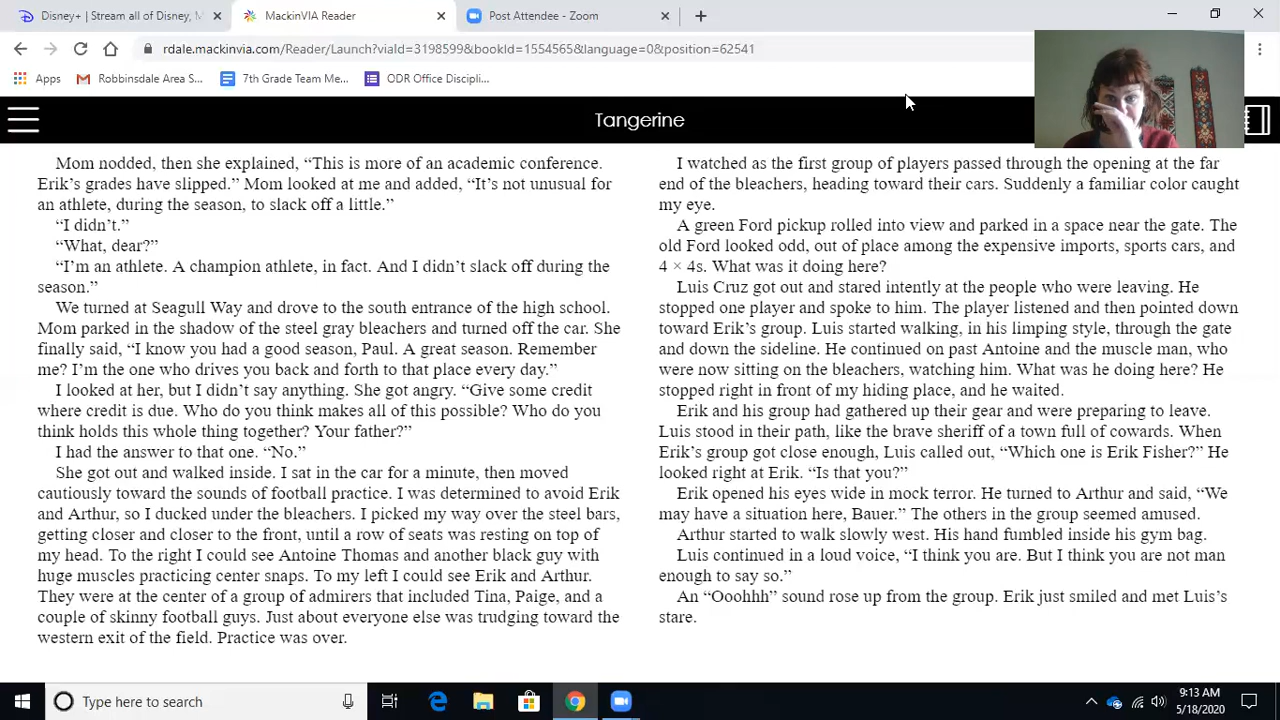 Disney+ | Stream all of Disney, M
MackinVIA Reader
Post Attendee - Zoom
rdale.mackinvia.com/Reader/Launch?viaId=3198599&bookId=1554565&language=0&position=62541
Apps
Robbinsdale Area S...
7th Grade Team Me...
ODR Office Discipli...
Tangerine
Mom nodded, then she explained, “This is more of an academic conference.
Erik’s grades have slipped.” Mom looked at me and added, “It’s not unusual for
an athlete, during the season, to slack off a little.”
“I didn’t.”
“What, dear?”
“I’m an athlete. A champion athlete, in fact. And I didn’t slack off during the
season.”
We turned at Seagull Way and drove to the south entrance of the high school.
Mom parked in the shadow of the steel gray bleachers and turned off the car. She
finally said, “I know you had a good season, Paul. A great season. Remember
me? I’m the one who drives you back and forth to that place every day.”
I looked at her, but I didn’t say anything. She got angry. “Give some credit
where credit is due. Who do you think makes all of this possible? Who do you
think holds this whole thing together? Your father?”
I had the answer to that one. “No.”
She got out and walked inside. I sat in the car for a minute, then moved
cautiously toward the sounds of football practice. I was determined to avoid Erik
and Arthur, so I ducked under the bleachers. I picked my way over the steel bars,
getting closer and closer to the front, until a row of seats was resting on top of
my head. To the right I could see Antoine Thomas and another black guy with
huge muscles practicing center snaps. To my left I could see Erik and Arthur.
They were at the center of a group of admirers that included Tina, Paige, and a
couple of skinny football guys. Just about everyone else was trudging toward the
western exit of the field. Practice was over.
I watched as the first group of players passed through the opening at the far
end of the bleachers, heading toward their cars. Suddenly a familiar color caught
my eye.
A green Ford pickup rolled into view and parked in a space near the gate. The
old Ford looked odd, out of place among the expensive imports, sports cars, and
4 × 4s. What was it doing here?
Luis Cruz got out and stared intently at the people who were leaving. He
stopped one player and spoke to him. The player listened and then pointed down
toward Erik’s group. Luis started walking, in his limping style, through the gate
and down the sideline. He continued on past Antoine and the muscle man, who
were now sitting on the bleachers, watching him. What was he doing here? He
stopped right in front of my hiding place, and he waited.
Erik and his group had gathered up their gear and were preparing to leave.
Luis stood in their path, like the brave sheriff of a town full of cowards. When
Erik’s group got close enough, Luis called out, “Which one is Erik Fisher?” He
looked right at Erik. “Is that you?”
Erik opened his eyes wide in mock terror. He turned to Arthur and said, “We
may have a situation here, Bauer.” The others in the group seemed amused.
Arthur started to walk slowly west. His hand fumbled inside his gym bag.
Luis continued in a loud voice, “I think you are. But I think you are not man
enough to say so.”
An “Ooohhh” sound rose up from the group. Erik just smiled and met Luis’s
stare.
Type here to search
9:13 AM
5/18/2020